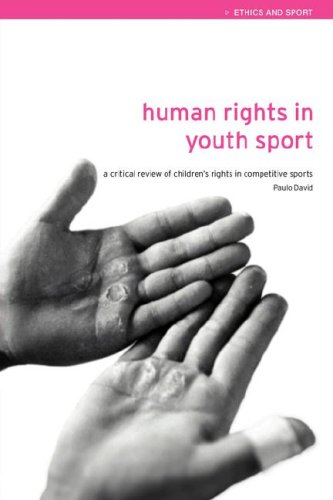 ETHICS AND SPORT
human rights in
youth sport
a critical review of children's rights in competitive sports
Paulo David